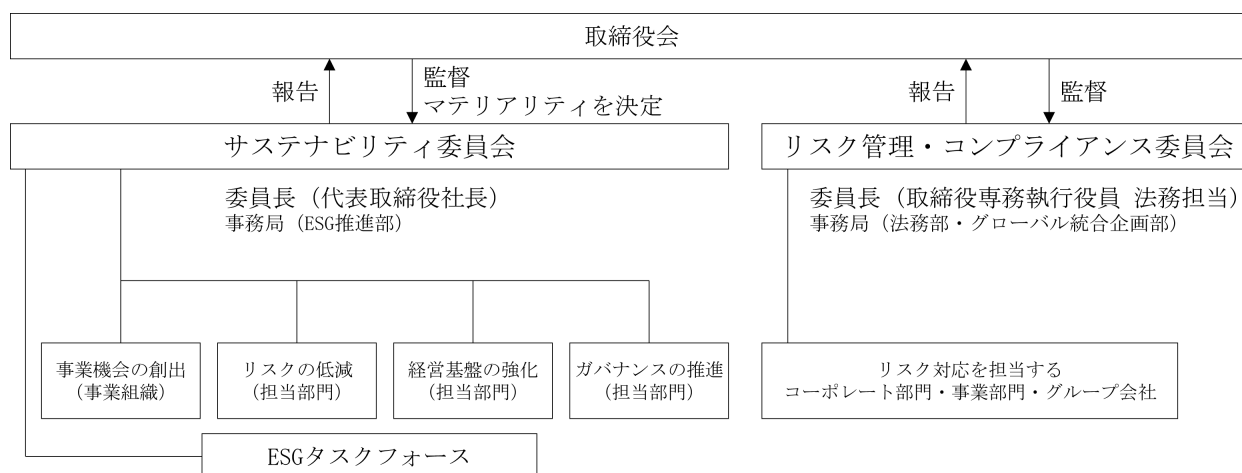 取締役会
報告
監督
マテリアリティを決定
報告
監督
サステナビリティ委員会
リスク管理・コンプライアンス委員会
委員長（代表取締役社長）
事務局（ESG推進部）
委員長（取締役専務執行役員 法務担当）
事務局（法務部・グローバル統合企画部）
事業機会の創出
（事業組織）
リスクの低減
（担当部門）
経営基盤の強化
（担当部門）
ガバナンスの推進
（担当部門）
リスク対応を担当する
コーポレート部門・事業部門・グループ会社
ESGタスクフォース